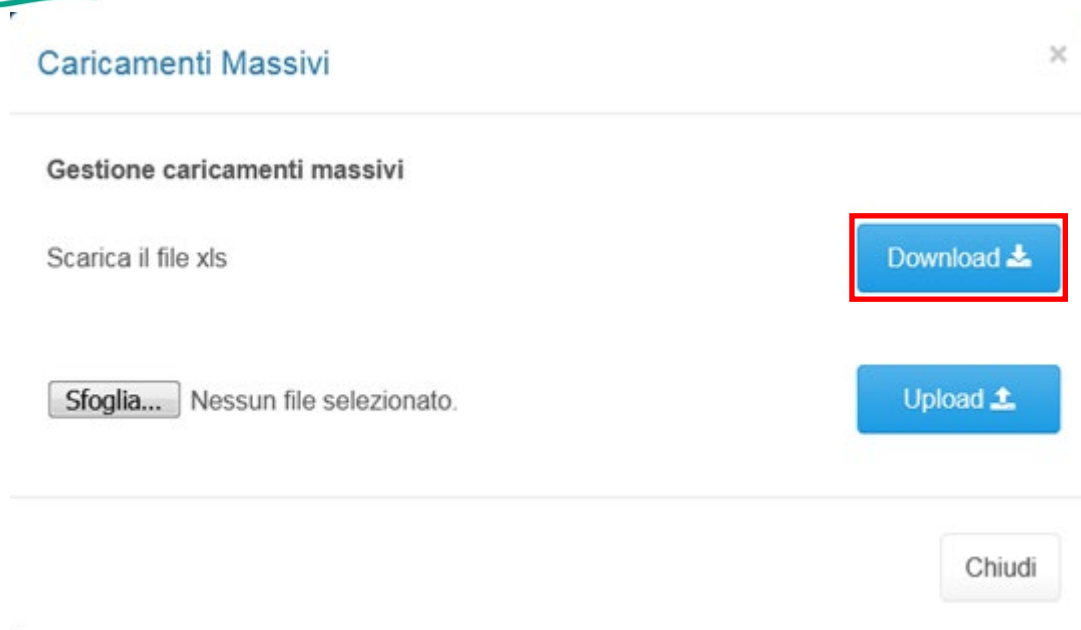 Caricamenti Massivi ×
Gestione caricamenti massivi
Scarica il file xls Download
Sfoglia... Nessun file selezionato. Upload
Chiudi